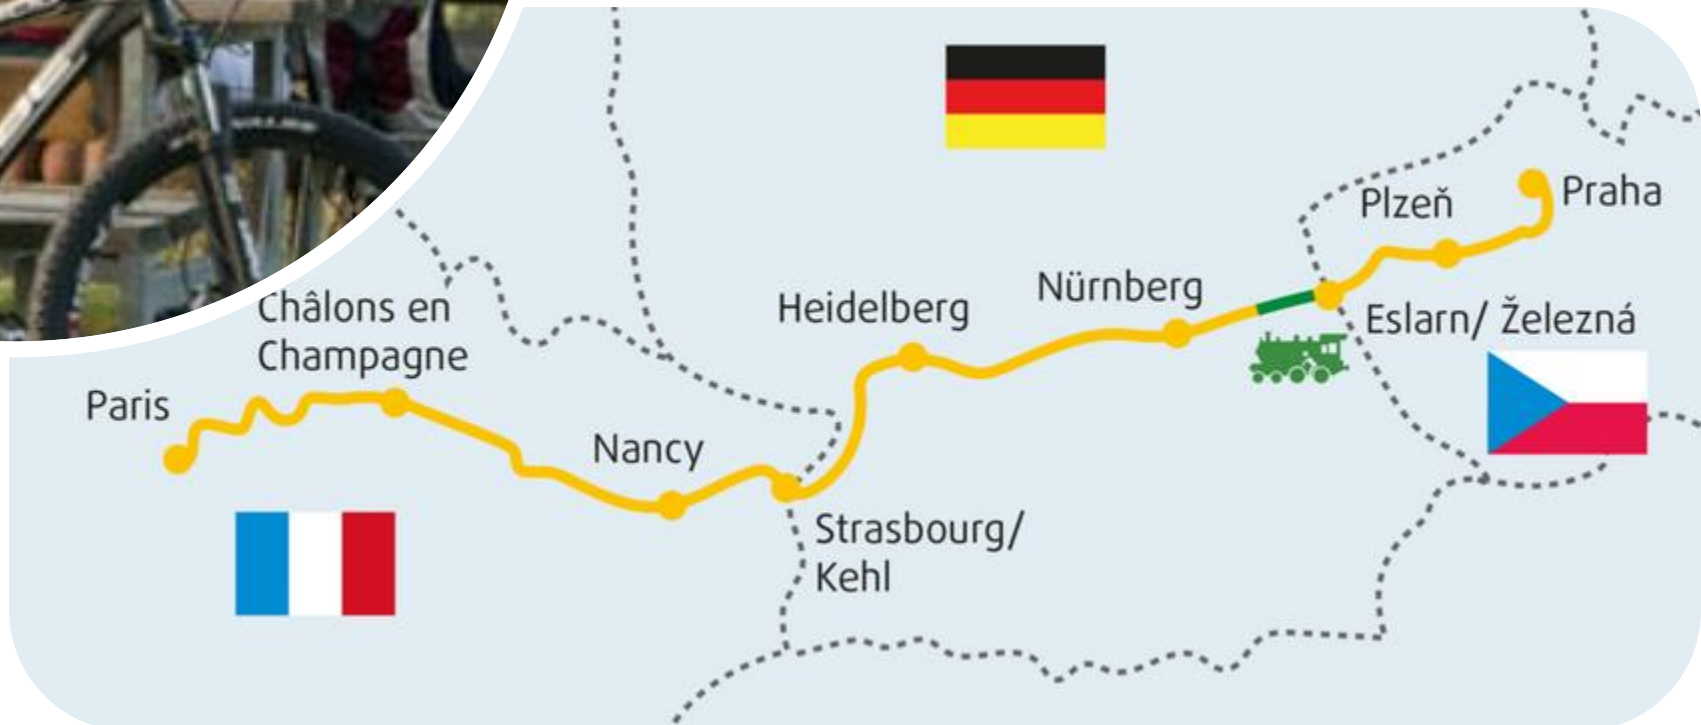 Paris
Châlons en
Champagne
Nancy
Strasbourg/
Kehl
Heidelberg
Nürnberg
Eslarn/ Železná
Plzeň
Praha